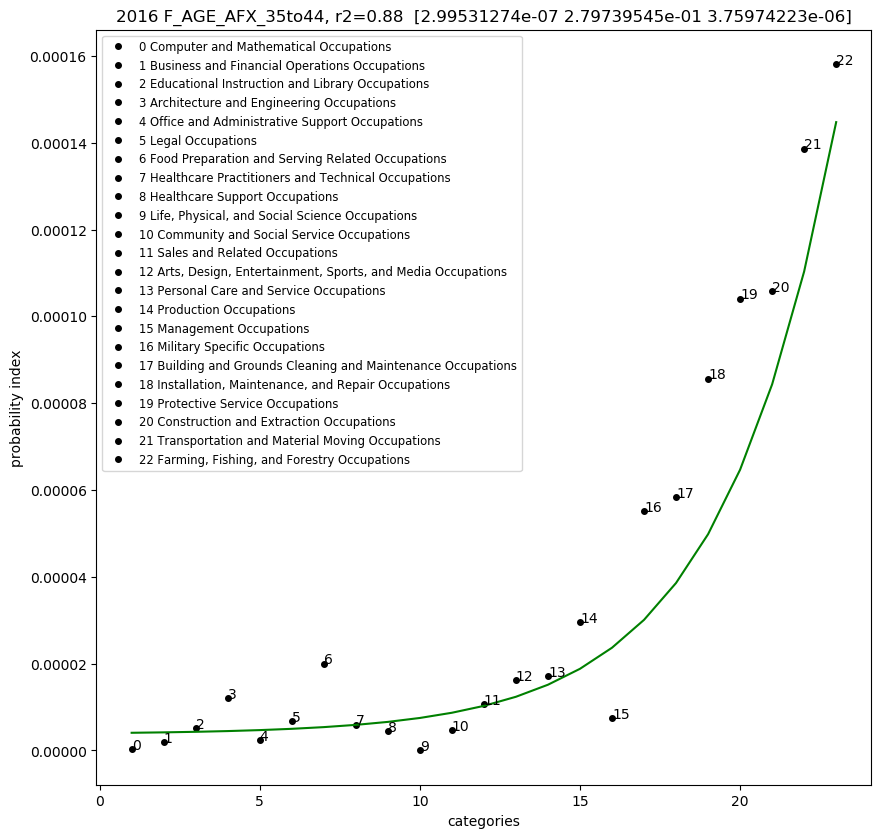 2016 F_AGE_AFX_35to44, r2=0.88 [2.99531274e-07 2.79739545e-01 3.75974223e-06]
0 Computer and Mathematical Occupations
1 Business and Financial Operations Occupations
2 Educational Instruction and Library Occupations
3 Architecture and Engineering Occupations
4 Office and Administrative Support Occupations
5 Legal Occupations
6 Food Preparation and Serving Related Occupations
7 Healthcare Practitioners and Technical Occupations
8 Healthcare Support Occupations
9 Life, Physical, and Social Science Occupations
10 Community and Social Service Occupations
11 Sales and Related Occupations
12 Arts, Design, Entertainment, Sports, and Media Occupations
13 Personal Care and Service Occupations
14 Production Occupations
15 Management Occupations
16 Military Specific Occupations
17 Building and Grounds Cleaning and Maintenance Occupations
18 Installation, Maintenance, and Repair Occupations
19 Protective Service Occupations
20 Construction and Extraction Occupations
21 Transportation and Material Moving Occupations
22 Farming, Fishing, and Forestry Occupations
0.00016
0.00014
0.00012
0.00010
0.00008
0.00006
0.00004
0.00002
0.00000
probability index
0
1
2
3
4
5
6
7
8
9
10
11
12
13
14
15
16
17
18
19
20
21
22
0
5
10
15
20
categories